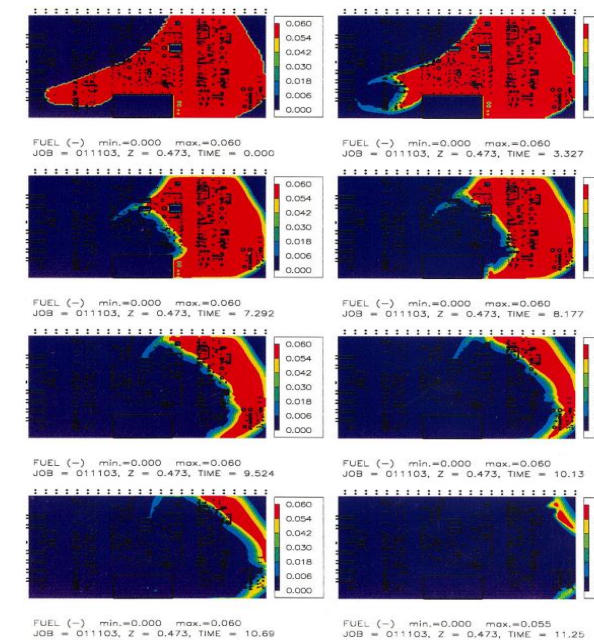 0.060
0.054
0.042
0.030
0.018
0.006
0.000
FUEL (-) min.=0.000 max.=0.060
JOB = 011103, Z = 0.473, TIME = 0.000
FUEL (-) min.=0.000 max.=0.060
JOB = 011103, Z = 0.473, TIME = 3.327
0.060
0.054
0.042
0.030
0.018
0.006
0.000
FUEL (-) min.=0.000 max.=0.060
JOB = 011103, Z = 0.473, TIME = 7.292
FUEL (-) min.=0.000 max.=0.060
JOB = 011103, Z = 0.473, TIME = 8.177
0.060
0.054
0.042
0.030
0.018
0.006
0.000
FUEL (-) min.=0.000 max.=0.060
JOB = 011103, Z = 0.473, TIME = 9.524
FUEL (-) min.=0.000 max.=0.060
JOB = 011103, Z = 0.473, TIME = 10.13
0.060
0.054
0.042
0.030
0.018
0.006
0.000
FUEL (-) min.=0.000 max.=0.060
JOB = 011103, Z = 0.473, TIME = 10.69
FUEL (-) min.=0.000 max.=0.055
JOB = 011103, Z = 0.473, TIME = 11.25